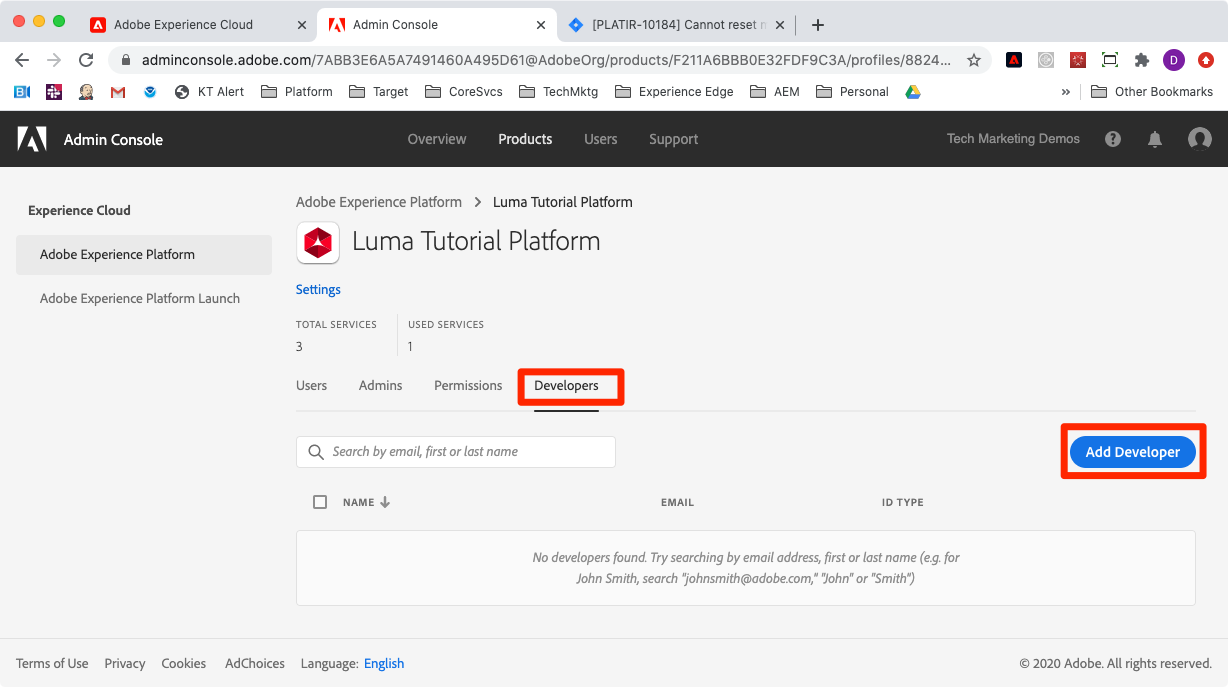 Adobe Experience Cloud
Admin Console
[PLATIR-10184] Cannot reset n
adminconsole.adobe.com/7ABB3E6A5A7491460A495D61@AdobeOrg/products/F211A6BBB0E32FDF9C3A/profiles/8824...
D
KT Alert
Platform
Target
CoreSvcs
TechMktg
Experience Edge
AEM
Personal
»
Other Bookmarks
Admin Console
Overview
Products
Users
Support
Tech Marketing Demos
Experience Cloud
Adobe Experience Platform
Adobe Experience Platform Launch
Adobe Experience Platform > Luma Tutorial Platform
Luma Tutorial Platform
Settings
TOTAL SERVICES
3
USED SERVICES
1
Users
Admins
Permissions
Developers
Search by email, first or last name
Add Developer
NAME
EMAIL
ID TYPE
No developers found. Try searching by email address, first or last name (e.g. for
John Smith, search "johnsmith@adobe.com," "John" or "Smith")
Terms of Use
Privacy
Cookies
AdChoices
Language: English
© 2020 Adobe. All rights reserved.